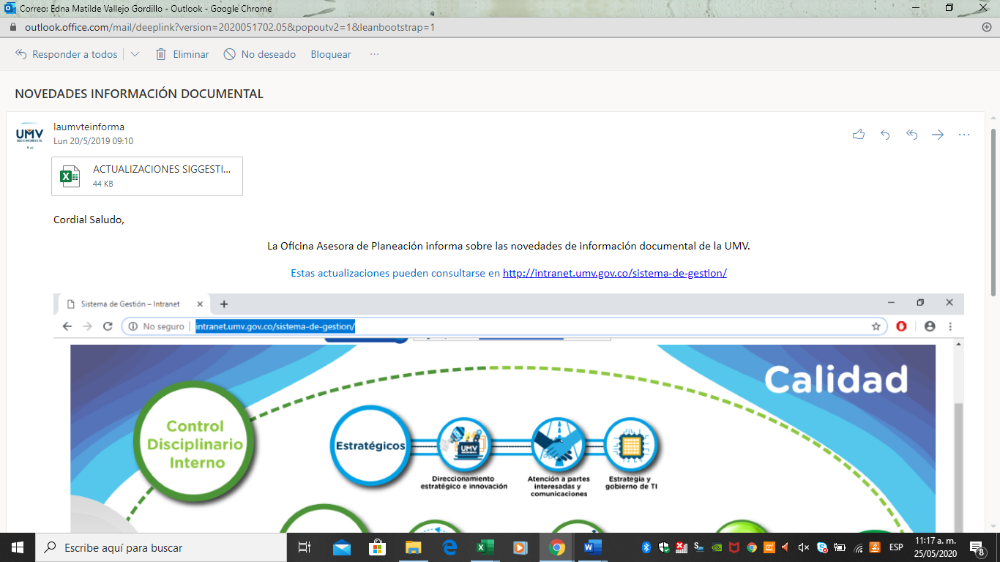 Correo: Edna Matilde Vallejo Gordillo - Outlook - Google Chrome
outlook.office.com/mail/deeplink?version=2020051702.05&popoutv2=1&leanbootstrap=1
Responder a todos
Eliminar
No deseado
Bloquear
NOVEDADES INFORMACIÓN DOCUMENTAL
UMV
laumvteinforma
Lun 20/5/2019 09:10
ACTUALIZACIONES SIGGESTI...
44 KB
Cordial Saludo,
La Oficina Asesora de Planeación informa sobre las novedades de información documental de la UMV.
Estas actualizaciones pueden consultarse en http://intranet.umv.gov.co/sistema-de-gestion/
Sistema de Gestión – Intranet
No seguro
intranet.umv.gov.co/sistema-de-gestion/
Calidad
Control
Disciplinario
Interno
Estratégicos
UMV
Direccionamiento
estratégico e innovación
Atención a partes
interesadas y
comunicaciones
Estrategia y
gobierno de TI
Escribe aquí para buscar
ESP
11:17 a. m.
25/05/2020
8